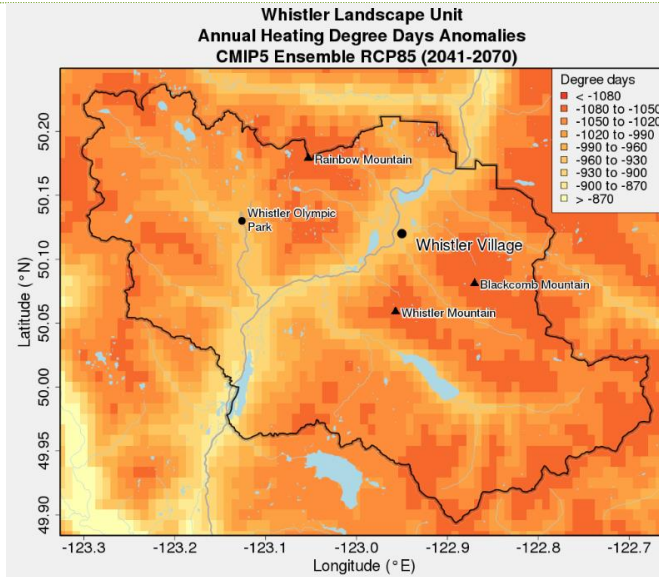 Whistler Landscape Unit
Annual Heating Degree Days Anomalies
CMIP5 Ensemble RCP85 (2041-2070)
Degree days
< -1080
-1080 to -1050
-1050 to -1020
-1020 to -990
-990 to -960
-960 to -930
-930 to -900
-900 to -870
> -870
Rainbow Mountain
Whistler Olympic
Park
Whistler Village
Blackcomb Mountain
Whistler Mountain
Latitude (°N)
50.20
50.15
50.10
50.05
50.00
49.95
49.90
-123.3
-123.2
-123.1
-123.0
-122.9
-122.8
-122.7
Longitude (°E)